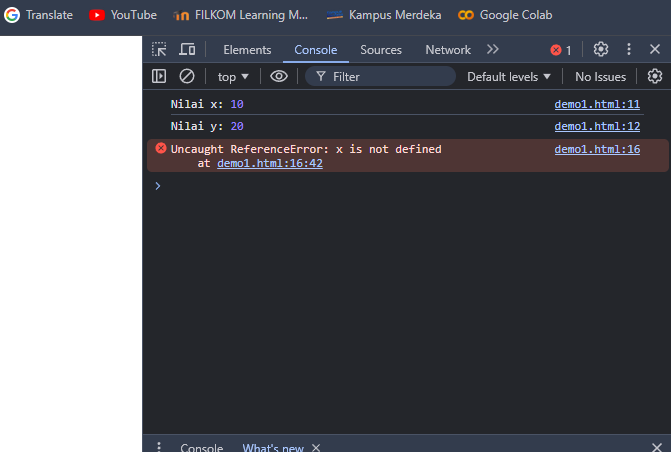 Translate YouTube FILKOM Learning M... Kampus Merdeka Google Colab
Elements Console Sources Network 1
top Filter Default levels No Issues
Nilai x: 10 demo1.html:11
Nilai y: 20 demo1.html:12
Uncaught ReferenceError: x is not defined demo1.html:16
at demo1.html:16:42
Console What's new